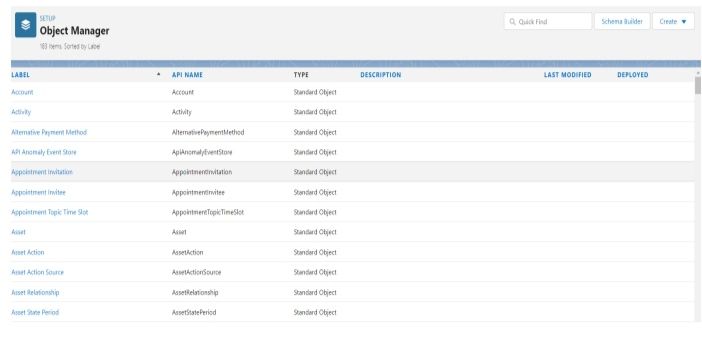 SETUP
Object Manager
183 Items, Sorted by Label
Quick Find
Schema Builder
Create
LABEL API NAME TYPE DESCRIPTION LAST MODIFIED DEPLOYED
Account Account Standard Object
Activity Activity Standard Object
Alternative Payment Method AlternativePaymentMethod Standard Object
API Anomaly Event Store ApiAnomalyEventStore Standard Object
Appointment Invitation AppointmentInvitation Standard Object
Appointment Invitee AppointmentInvitee Standard Object
Appointment Topic Time Slot AppointmentTopicTimeSlot Standard Object
Asset Asset Standard Object
Asset Action AssetAction Standard Object
Asset Action Source AssetActionSource Standard Object
Asset Relationship AssetRelationship Standard Object
Asset State Period AssetStatePeriod Standard Object